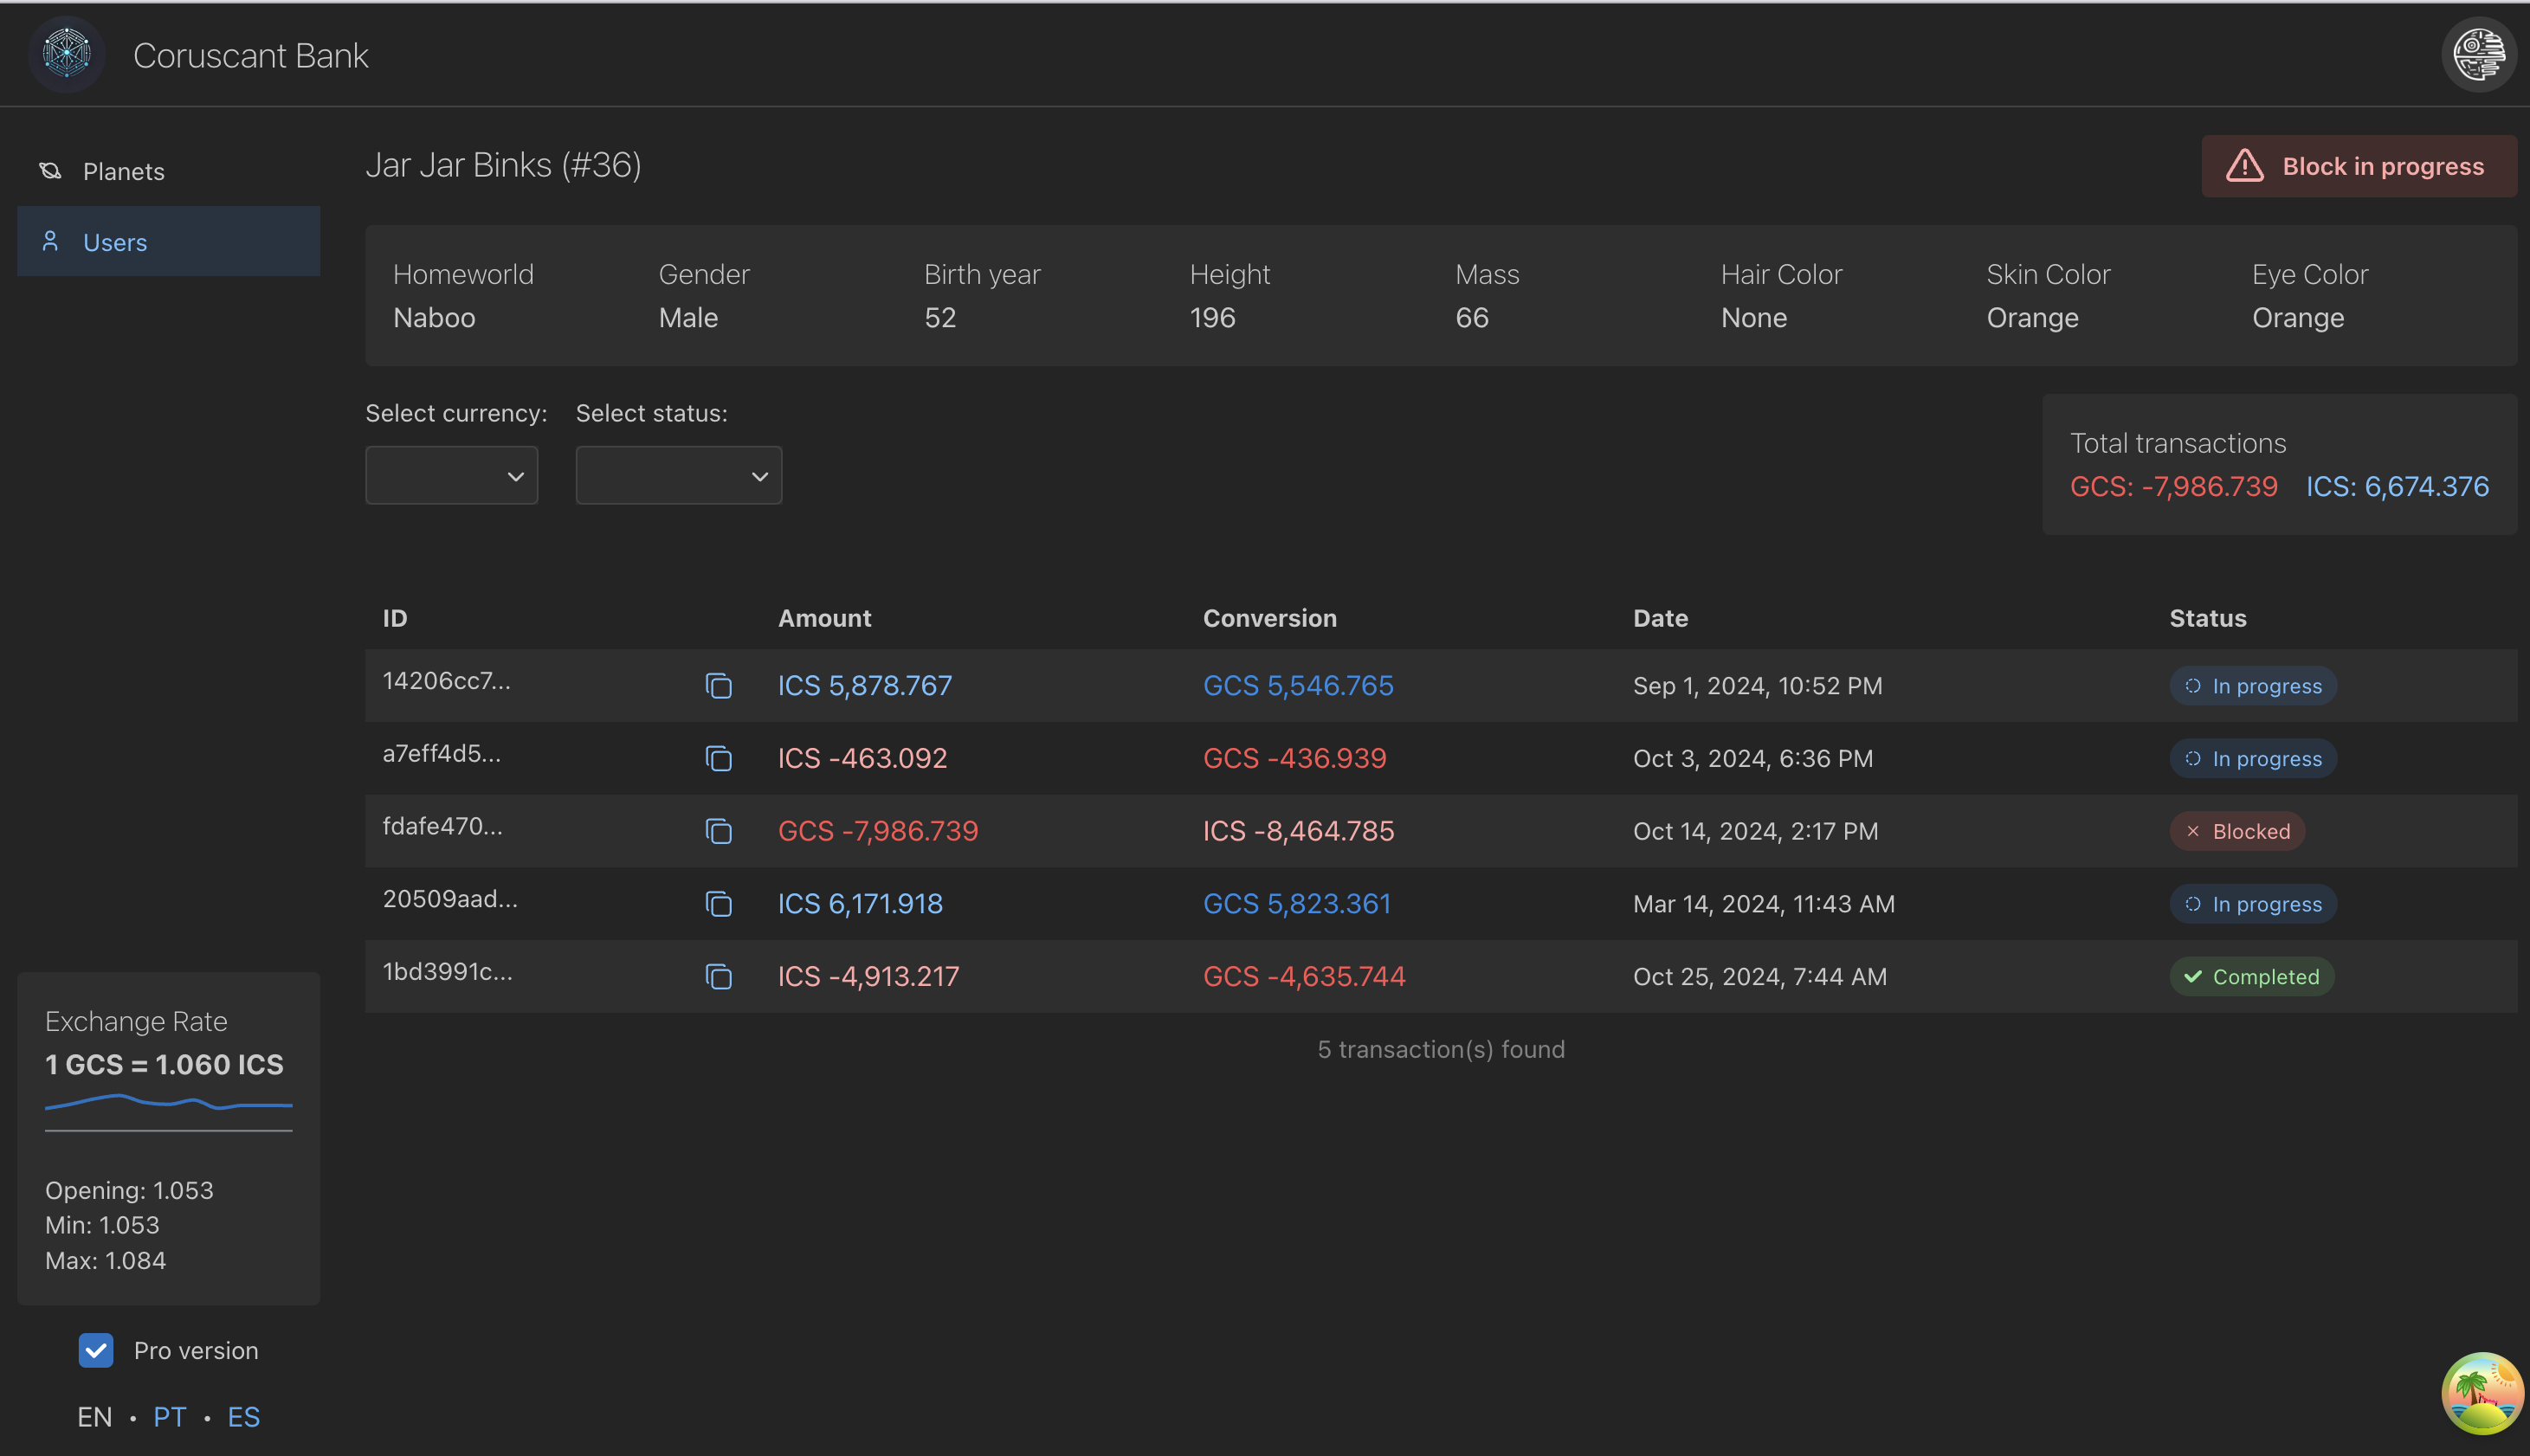 Coruscant Bank
Planets
Users
Jar Jar Binks (#36)
Block in progress
Homeworld Gender Birth year Height Mass Hair Color Skin Color Eye Color
Naboo Male 52 196 66 None Orange Orange
Select currency: Select status:
Total transactions
GCS: -7,986.739 ICS: 6,674.376
ID Amount Conversion Date Status
14206cc7... ICS 5,878.767 GCS 5,546.765 Sep 1, 2024, 10:52 PM In progress
a7eff4d5... ICS -463.092 GCS -436.939 Oct 3, 2024, 6:36 PM In progress
fdafe470... GCS -7,986.739 ICS -8,464.785 Oct 14, 2024, 2:17 PM Blocked
20509aad... ICS 6,171.918 GCS 5,823.361 Mar 14, 2024, 11:43 AM In progress
1bd3991c... ICS -4,913.217 GCS -4,635.744 Oct 25, 2024, 7:44 AM Completed
5 transaction(s) found
Exchange Rate
1 GCS = 1.060 ICS
Opening: 1.053
Min: 1.053
Max: 1.084
Pro version
EN • PT • ES